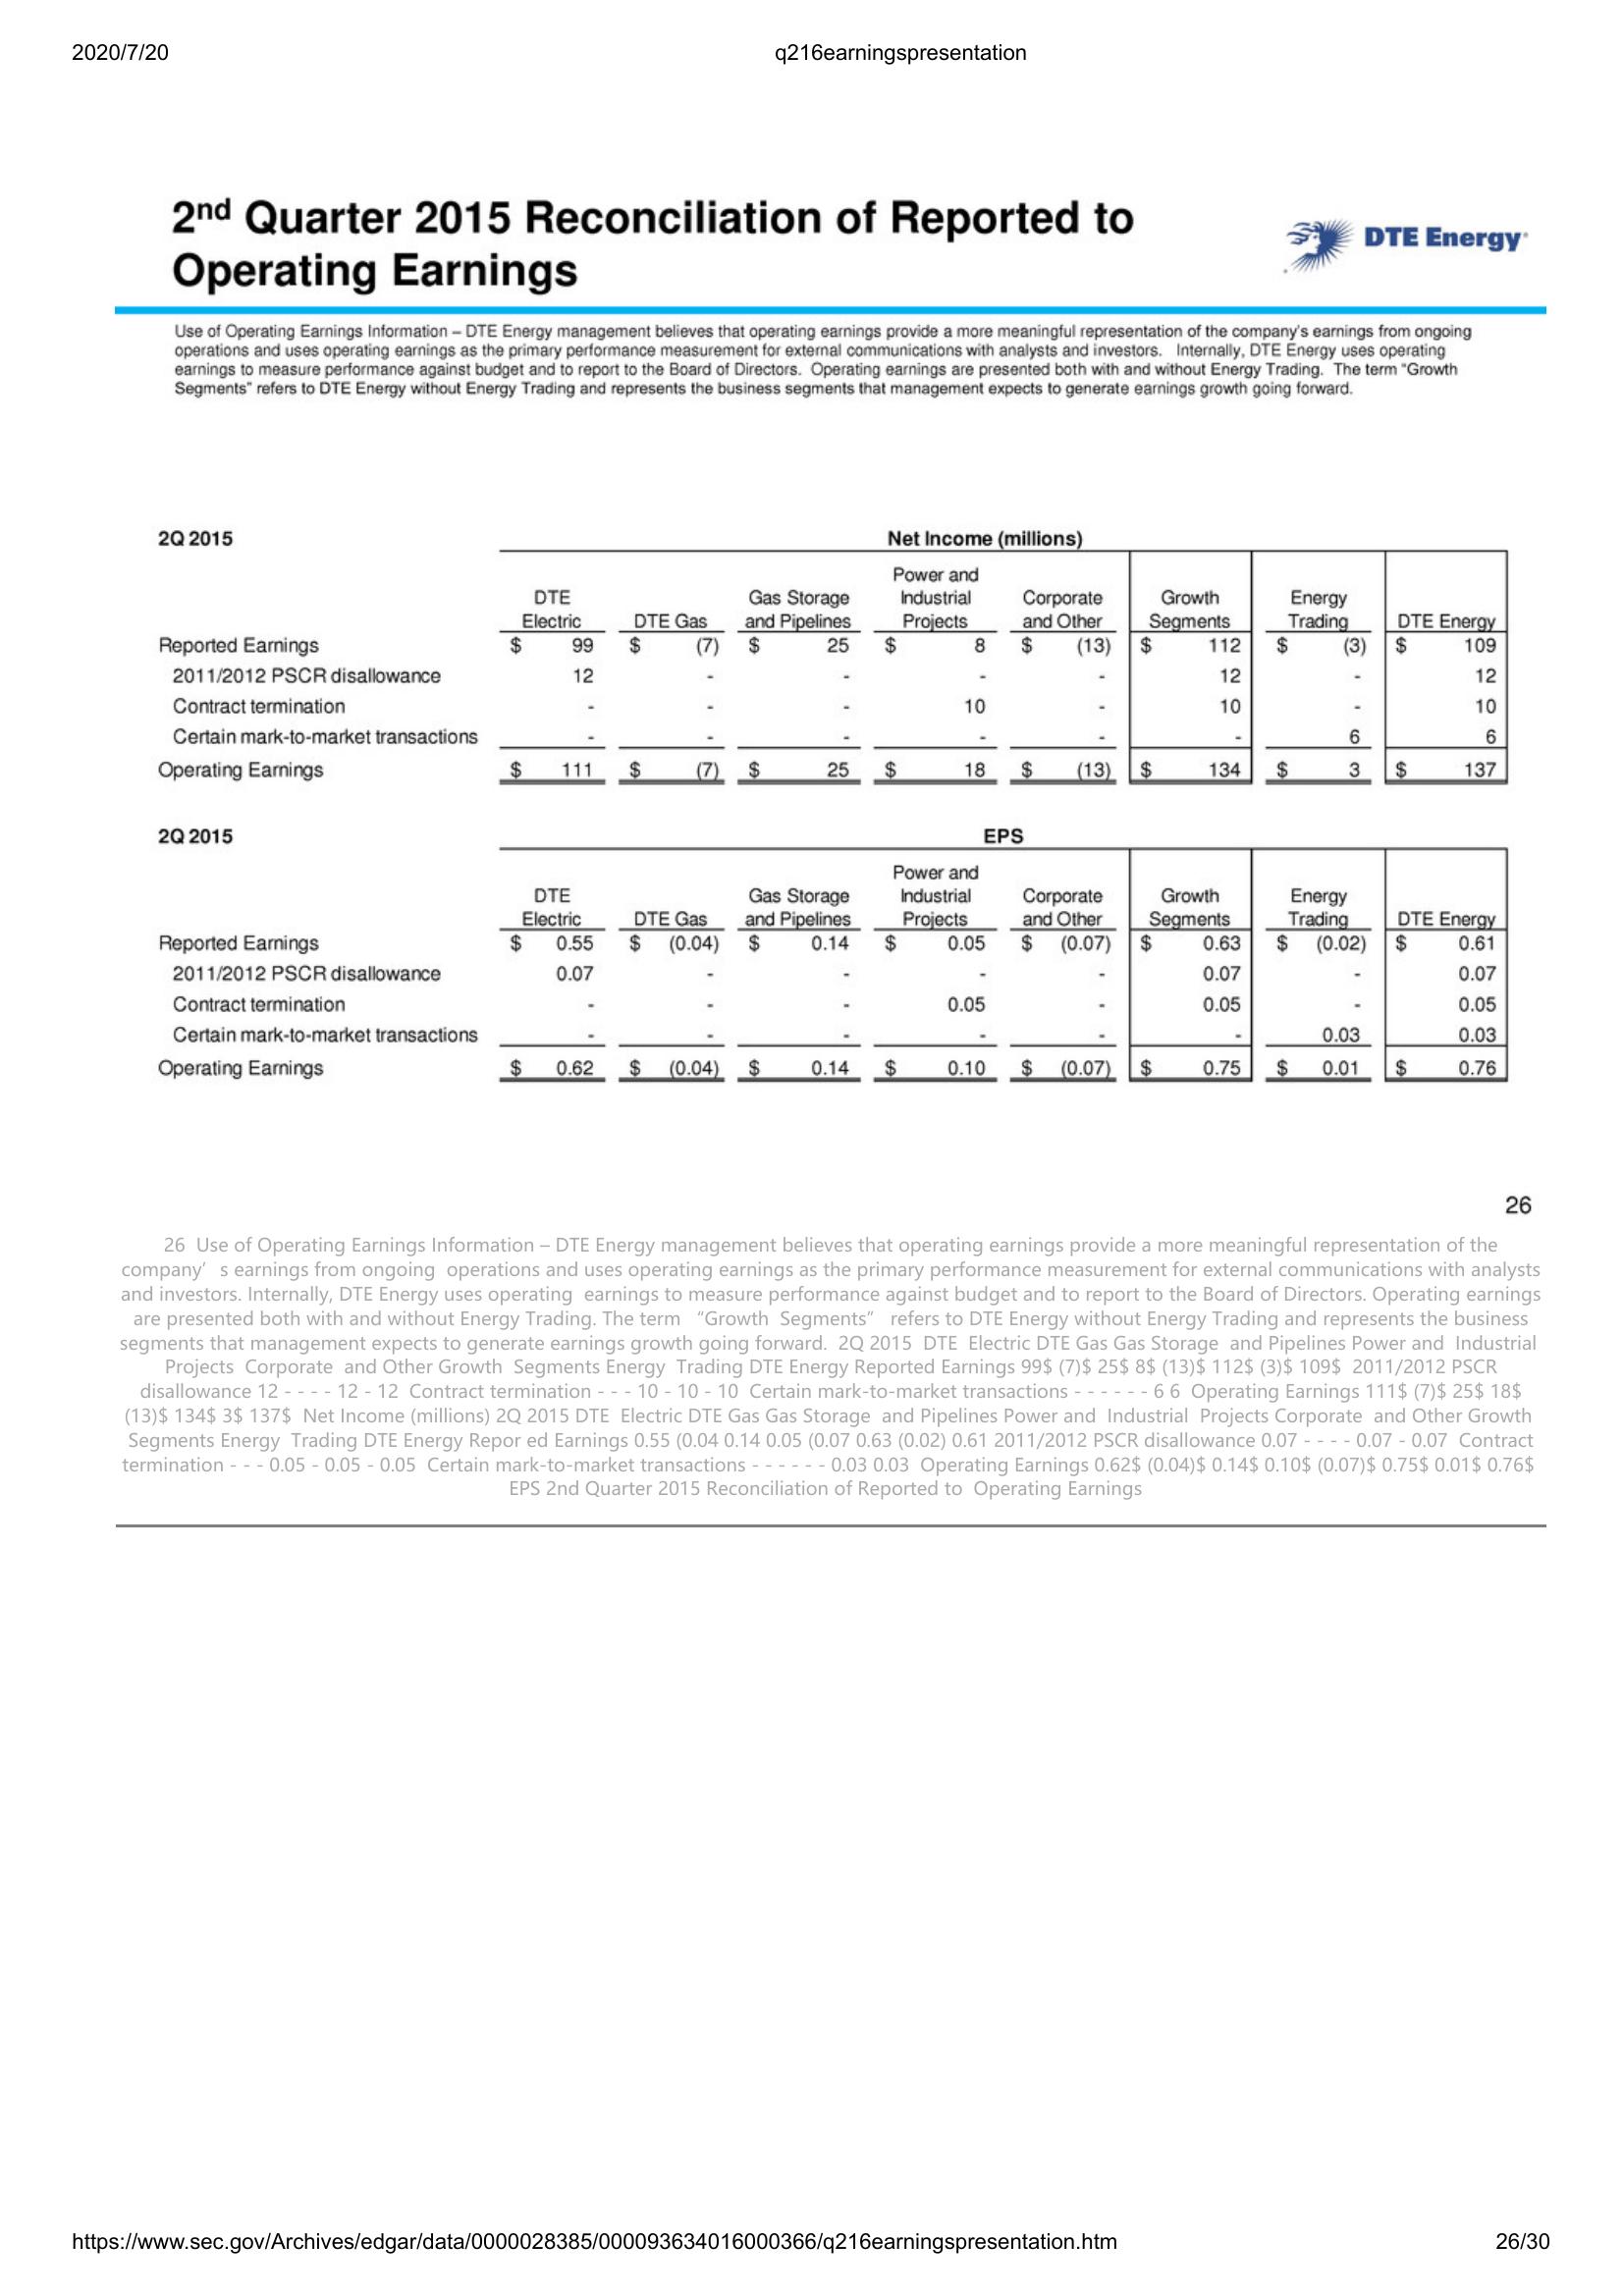 2020/7/20 q216earningspresentation
2nd Quarter 2015 Reconciliation of Reported to
Operating Earnings
DTE Energy
Use of Operating Earnings Information – DTE Energy management believes that operating earnings provide a more meaningful representation of the company's earnings from ongoing
operations and uses operating earnings as the primary performance measurement for external communications with analysts and investors. Internally, DTE Energy uses operating
earnings to measure performance against budget and to report to the Board of Directors. Operating earnings are presented both with and without Energy Trading. The term "Growth
Segments" refers to DTE Energy without Energy Trading and represents the business segments that management expects to generate earnings growth going forward.
2Q 2015 Net Income (millions)
Power and
DTE Gas Storage Industrial Corporate Growth Energy
Electric DTE Gas and Pipelines Projects and Other Segments Trading DTE Energy
Reported Earnings $ 99 $ (7) $ 25 $ 8 $ (13) $ 112 $ (3) $ 109
2011/2012 PSCR disallowance 12 - - - - 12 - 12
Contract termination - - - 10 - 10 - 10
Certain mark-to-market transactions - - - - - - 6 6
Operating Earnings $ 111 $ (7) $ 25 $ 18 $ (13) $ 134 $ 3 $ 137
2Q 2015 EPS
Power and
DTE Gas Storage Industrial Corporate Growth Energy
Electric DTE Gas and Pipelines Projects and Other Segments Trading DTE Energy
Reported Earnings $ 0.55 $ (0.04) $ 0.14 $ 0.05 $ (0.07) $ 0.63 $ (0.02) $ 0.61
2011/2012 PSCR disallowance 0.07 - - - - 0.07 - 0.07
Contract termination - - - 0.05 - 0.05 - 0.05
Certain mark-to-market transactions - - - - - - 0.03 0.03
Operating Earnings $ 0.62 $ (0.04) $ 0.14 $ 0.10 $ (0.07) $ 0.75 $ 0.01 $ 0.76
26
26 Use of Operating Earnings Information – DTE Energy management believes that operating earnings provide a more meaningful representation of the
company' s earnings from ongoing operations and uses operating earnings as the primary performance measurement for external communications with analysts
and investors. Internally, DTE Energy uses operating earnings to measure performance against budget and to report to the Board of Directors. Operating earnings
are presented both with and without Energy Trading. The term "Growth Segments" refers to DTE Energy without Energy Trading and represents the business
segments that management expects to generate earnings growth going forward. 2Q 2015 DTE Electric DTE Gas Gas Storage and Pipelines Power and Industrial
Projects Corporate and Other Growth Segments Energy Trading DTE Energy Reported Earnings 99$ (7)$ 25$ 8$ (13)$ 112$ (3)$ 109$ 2011/2012 PSCR
disallowance 12 - - - - 12 - 12 Contract termination - - - 10 - 10 - 10 Certain mark-to-market transactions - - - - - - 6 6 Operating Earnings 111$ (7)$ 25$ 18$
(13)$ 134$ 3$ 137$ Net Income (millions) 2Q 2015 DTE Electric DTE Gas Gas Storage and Pipelines Power and Industrial Projects Corporate and Other Growth
Segments Energy Trading DTE Energy Repor ed Earnings 0.55 (0.04 0.14 0.05 (0.07 0.63 (0.02) 0.61 2011/2012 PSCR disallowance 0.07 - - - - 0.07 - 0.07 Contract
termination - - - 0.05 - 0.05 - 0.05 Certain mark-to-market transactions - - - - - - 0.03 0.03 Operating Earnings 0.62$ (0.04)$ 0.14$ 0.10$ (0.07)$ 0.75$ 0.01$ 0.76$
EPS 2nd Quarter 2015 Reconciliation of Reported to Operating Earnings
https://www.sec.gov/Archives/edgar/data/0000028385/000093634016000366/q216earningspresentation.htm 26/30